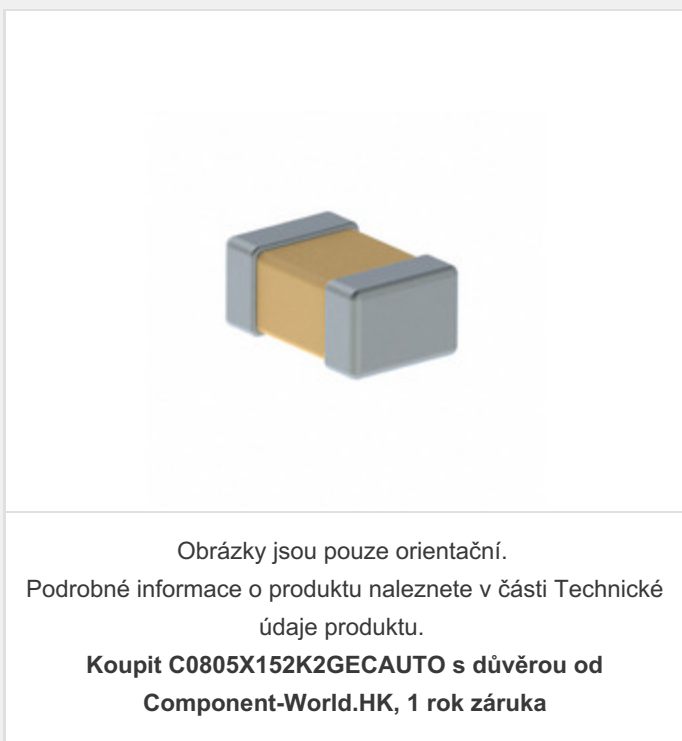 Obrázky jsou pouze orientační.
Podrobné informace o produktu naleznete v části Technické
údaje produktu.
Koupit C0805X152K2GECAUTO s důvěrou od
Component-World.HK, 1 rok záruka